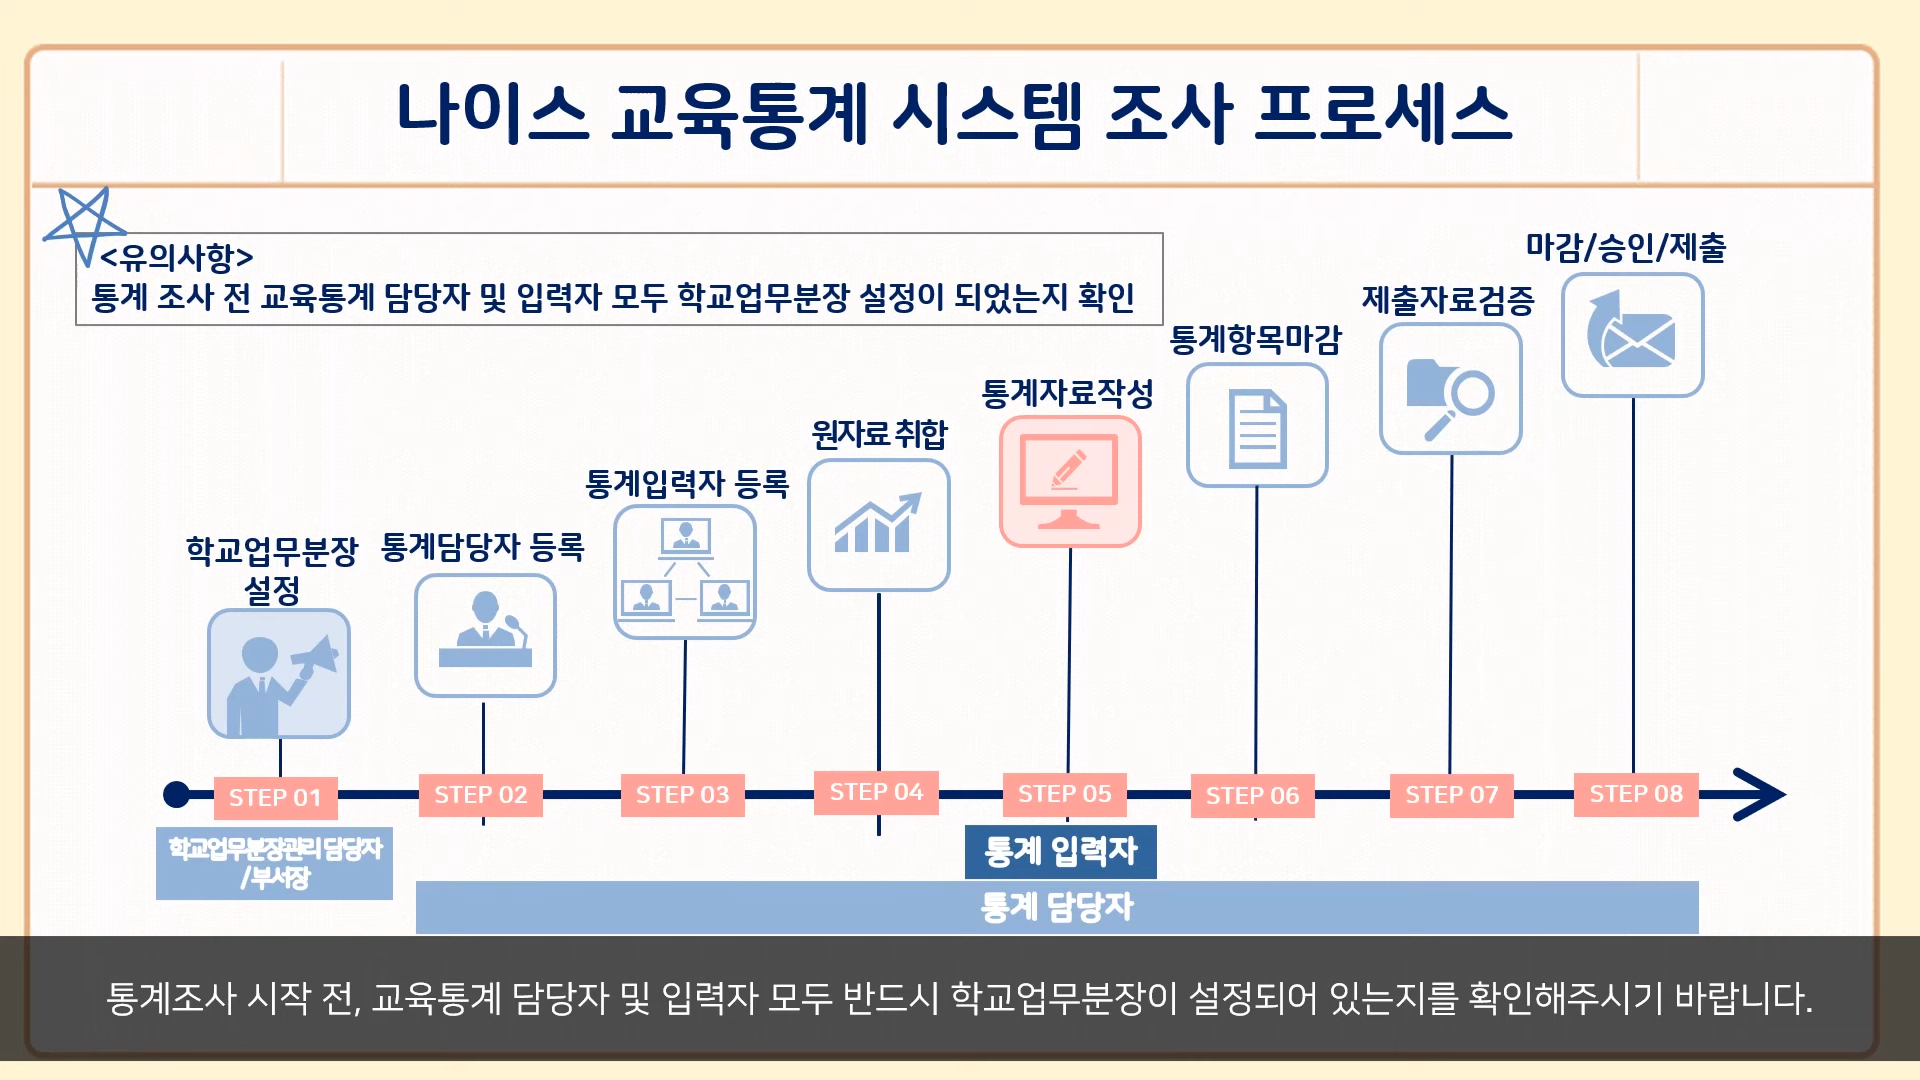 나이스 교육통계 시스템 조사 프로세스
<유의사항>
통계 조사 전 교육통계 담당자 및 입력자 모두 학교업무분장 설정이 되었는지 확인
학교업무분장
설정
통계담당자 등록
통계입력자 등록
원자료 취합
통계자료작성
통계항목마감
제출자료검증
마감/승인/제출
STEP 01
STEP 02
STEP 03
STEP 04
STEP 05
STEP 06
STEP 07
STEP 08
학교업무분장관리 담당자
/부서장
통계 입력자
통계 담당자
통계조사 시작 전, 교육통계 담당자 및 입력자 모두 반드시 학교업무분장이 설정되어 있는지를 확인해주시기 바랍니다.